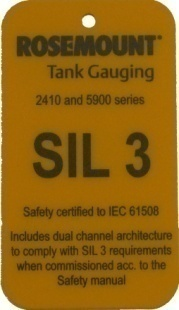 ROSEMOUNT®
Tank Gauging
2410 and 5900 series
SIL 3
Safety certified to IEC 61508
Includes dual channel architecture
to comply with SIL 3 requirements
when commissioned acc. to the
Safety manual